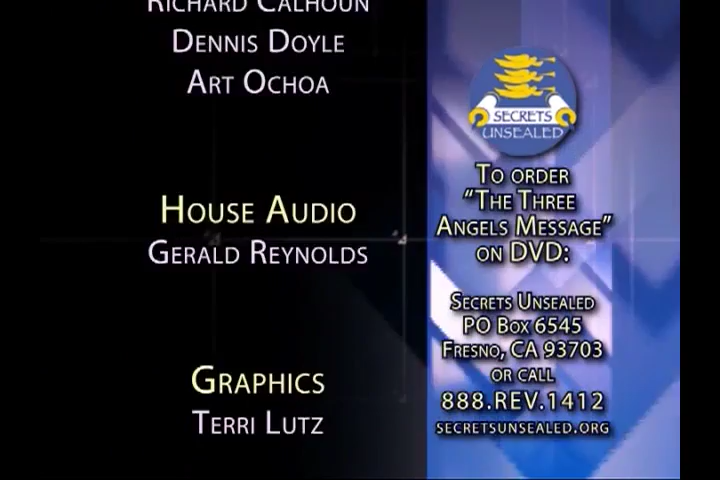 RICHARD CALHOUN
DENNIS DOYLE
ART OCHOA
HOUSE AUDIO
GERALD REYNOLDS
GRAPHICS
TERRI LUTZ
SECRETS
UNSEALED
TO ORDER
"THE THREE
ANGELS MESSAGE"
ON DVD:
SECRETS UNSEALED
PO BOX 6545
FRESNO, CA 93703
OR CALL
888.REV.1412
SECRETSUNSEALED.ORG